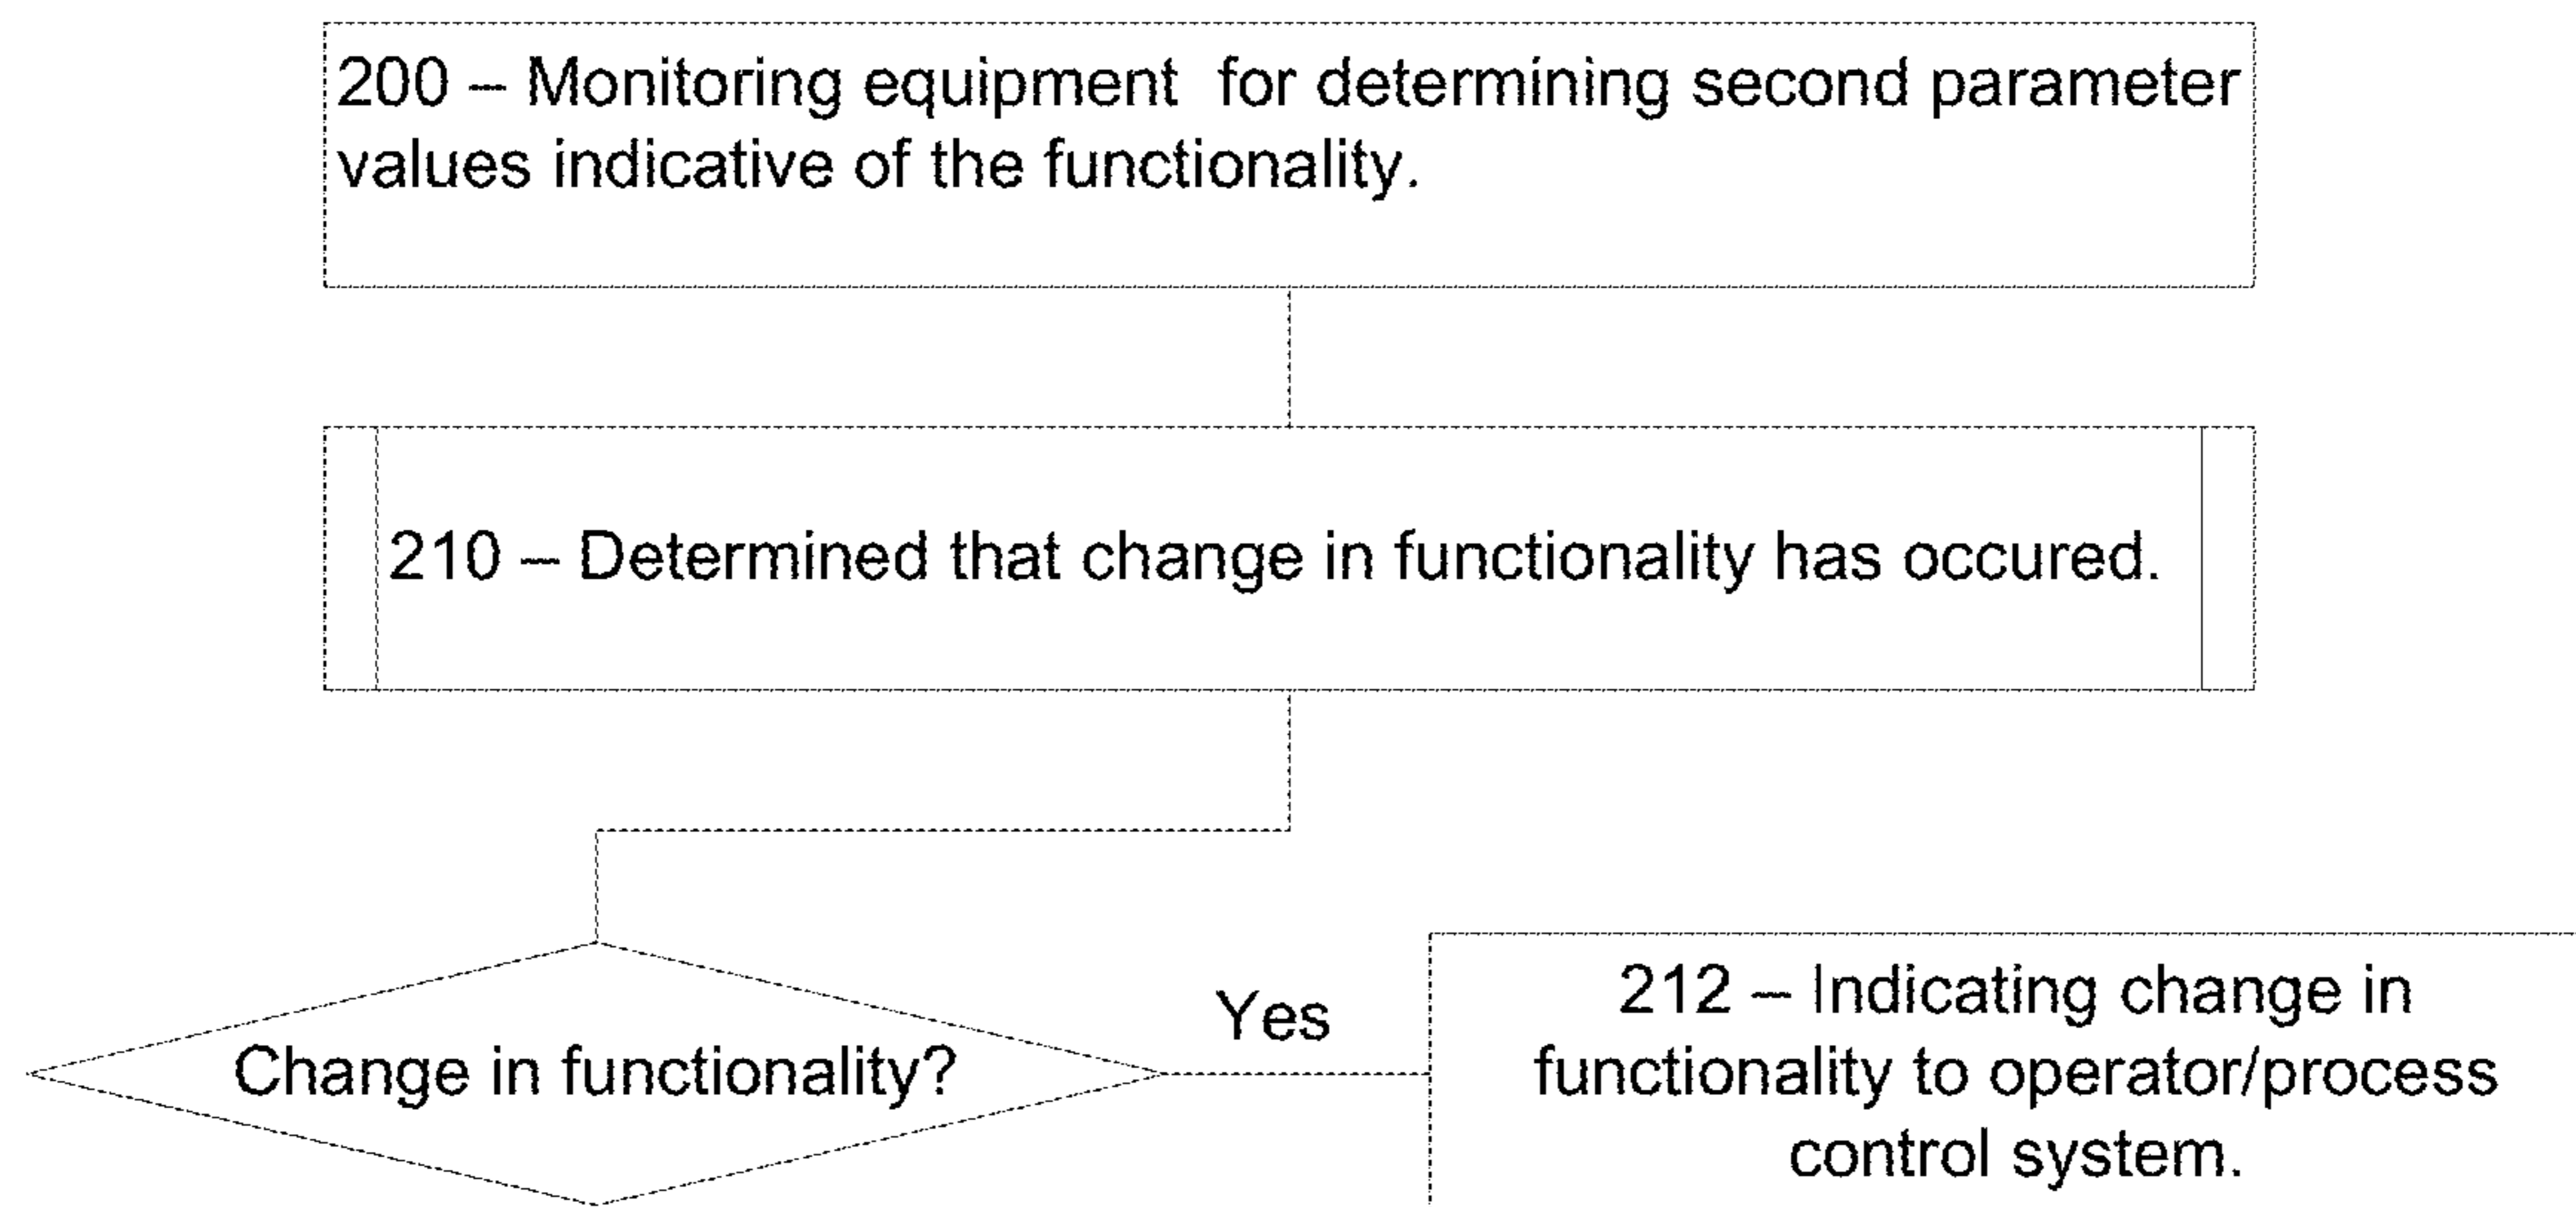 200 – Monitoring equipment  for determining second parameter
values indicative of the functionality.
210 – Determined that change in functionality has occured.
Change in functionality?
Yes
212 – Indicating change in
functionality to operator/process
control system.